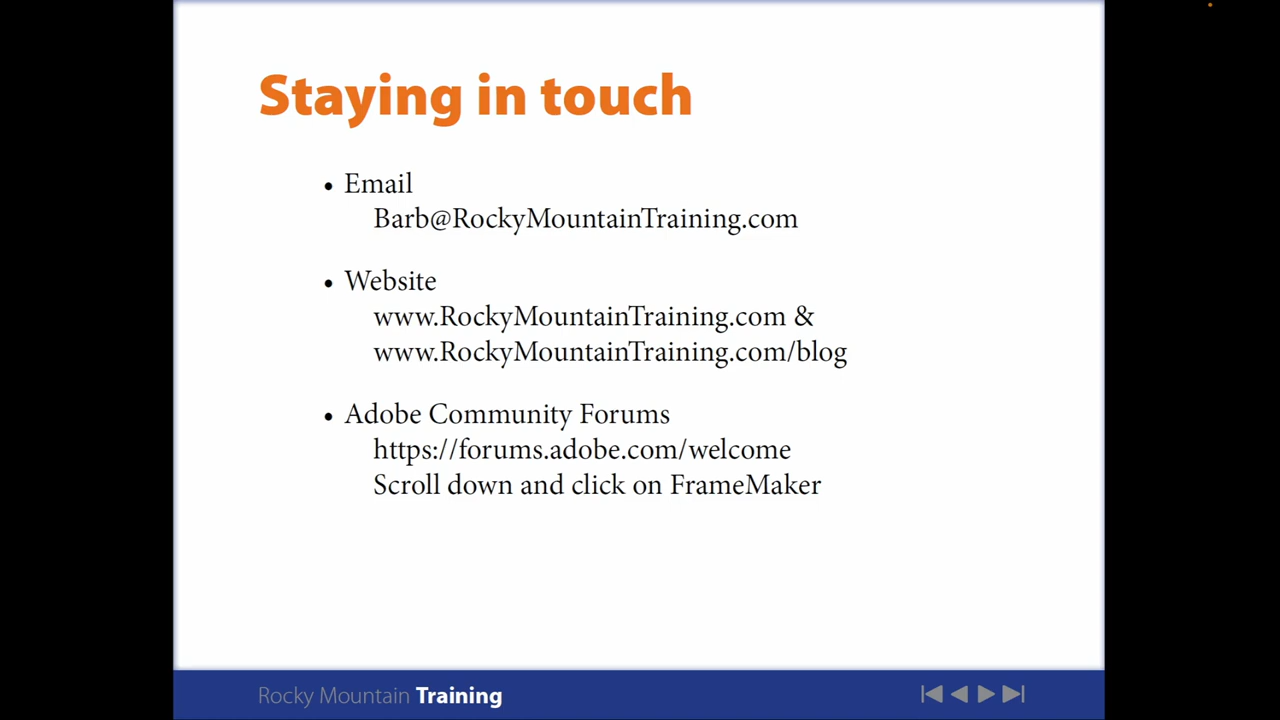 Staying in touch
• Email
Barb@RockyMountainTraining.com
• Website
www.RockyMountainTraining.com &
www.RockyMountainTraining.com/blog
• Adobe Community Forums
https://forums.adobe.com/welcome
Scroll down and click on FrameMaker
Rocky Mountain Training